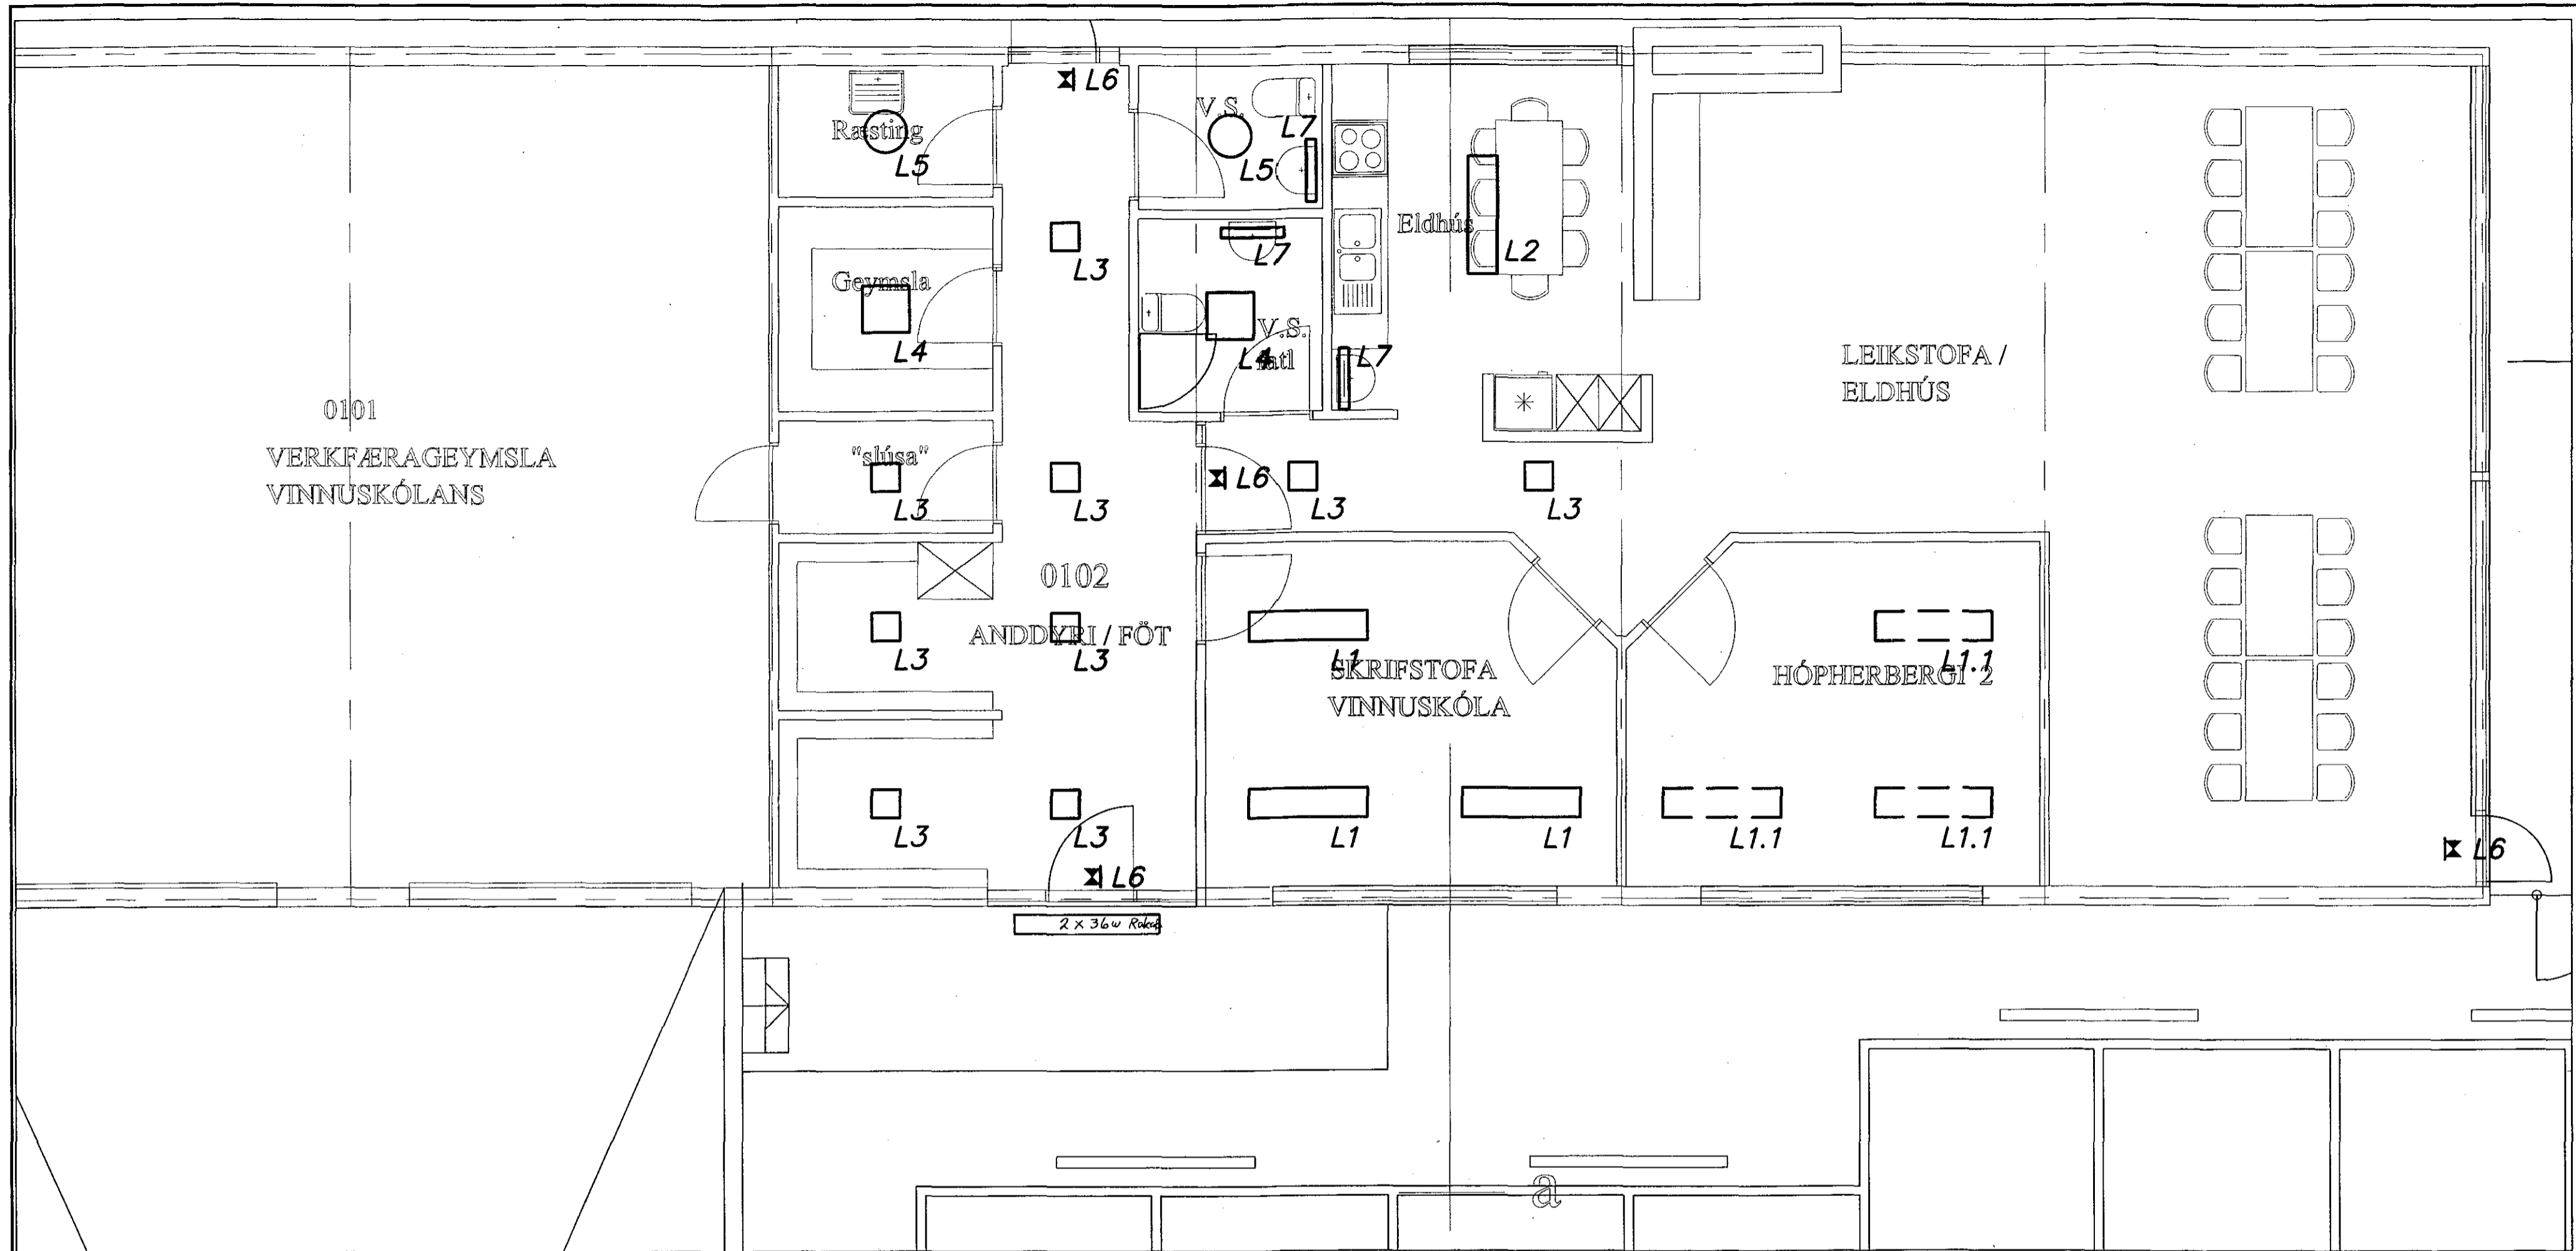 L6
V.S.
Ræsting
L7
L5
L5
Eldhús
L2
L3
L7
Geymsla
V.S.
fatl
L4
L4
L7
LEIKSTOFA /
ELDHÚS
0101
VERKFÆRAGEYMSLA
VINNUSKÓLANS
"slúsa"
L3
L3
L6
L3
L3
0102
ANDDYRI / FÖT
L3
L3
L1
SKRIFSTOFA
VINNUSKÓLA
L1.1
HÓPHERBERGI 2
L3
L3
L1
L1
L1.1
L1.1
L6
L6
2 x 36w
a